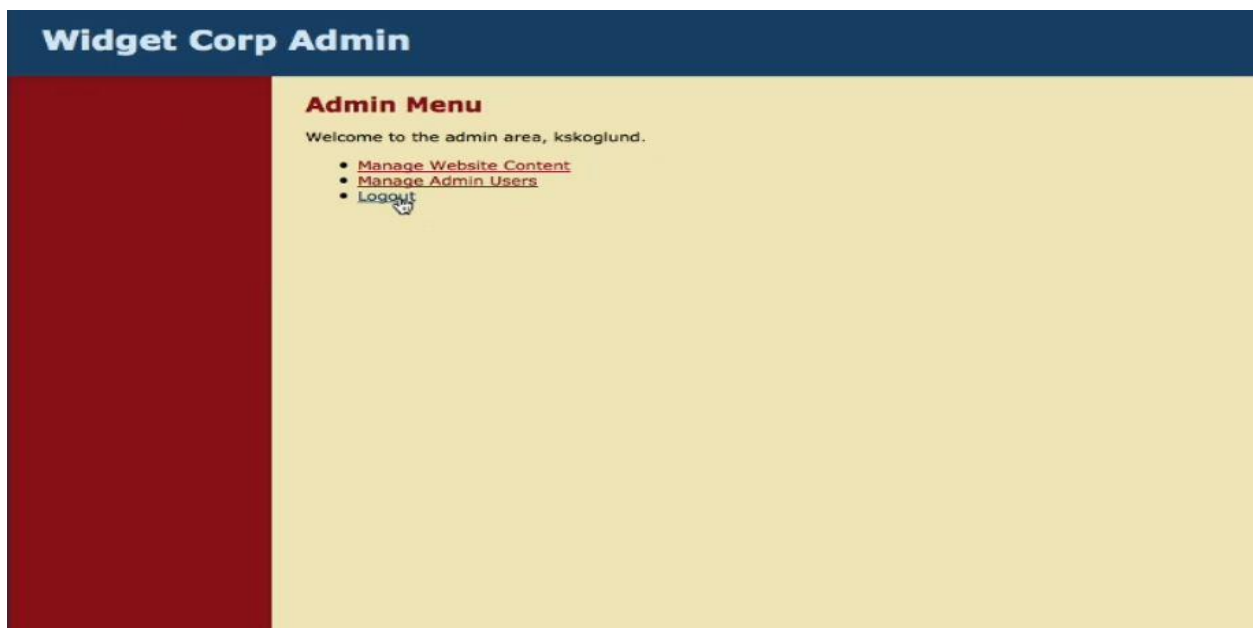 Widget Corp Admin
Admin Menu
Welcome to the admin area, kskoglund.
Manage Website Content
Manage Admin Users
Logout